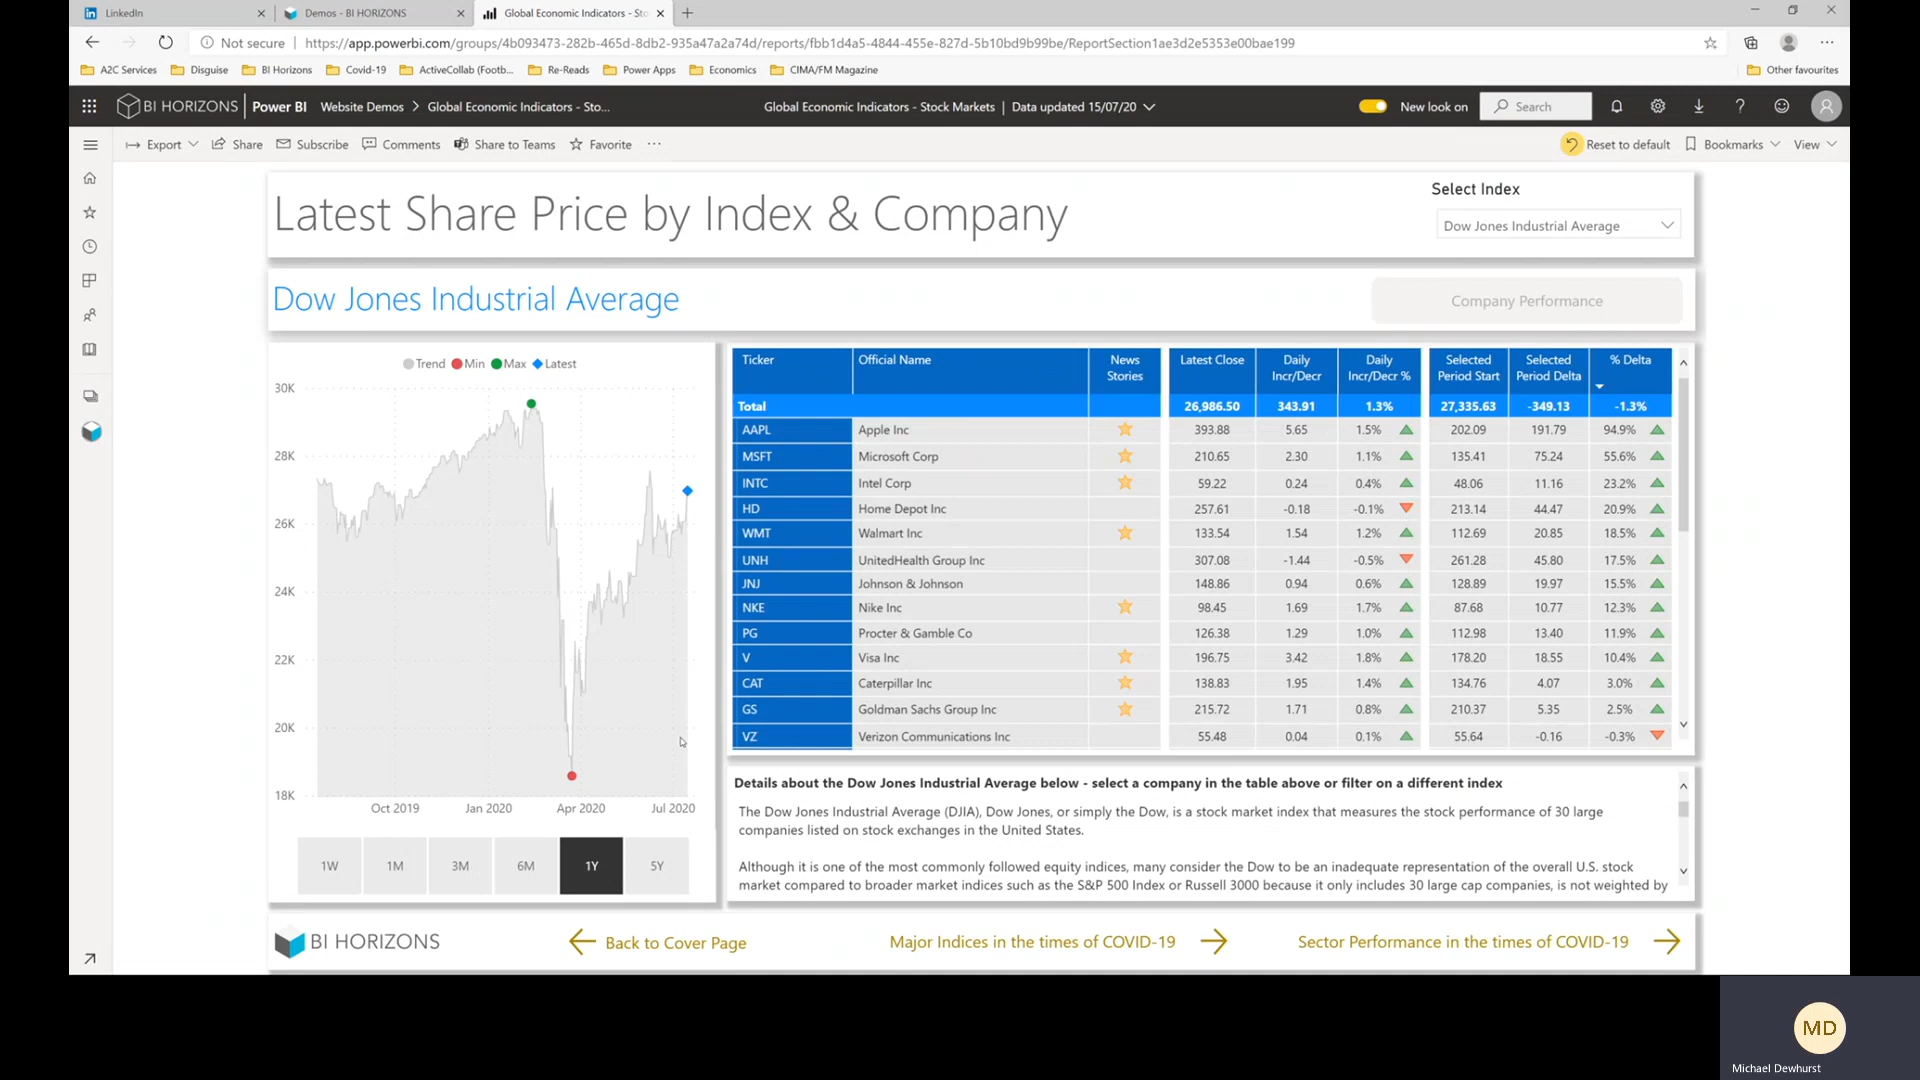 LinkedIn
Demos - BI HORIZONS
Global Economic Indicators - Sto
Not secure | https://app.powerbi.com/groups/4b093473-282b-465d-8db2-935a47a2a74d/reports/fbb1d4a5-4844-455e-827d-5b10bd9b99be/ReportSection1ae3d2e5353e00bae199
A2C Services Disguise BI Horizons Covid-19 ActiveCollab (Footb... Re-Reads Power Apps Economics CIMA/FM Magazine Other favourites
BI HORIZONS Power BI Website Demos > Global Economic Indicators - Sto... Global Economic Indicators - Stock Markets | Data updated 15/07/20 New look on Search
Export Share Subscribe Comments Share to Teams Favorite ... Reset to default Bookmarks View
Latest Share Price by Index & Company
Select Index
Dow Jones Industrial Average
Dow Jones Industrial Average
Company Performance
Trend Min Max Latest
30K
28K
26K
24K
22K
20K
18K
Oct 2019 Jan 2020 Apr 2020 Jul 2020
1W 1M 3M 6M 1Y 5Y
Ticker Official Name News Stories Latest Close Daily Incr/Decr Daily Incr/Decr % Selected Period Start Selected Period Delta % Delta
Total 26,986.50 343.91 1.3% 27,335.63 -349.13 -1.3%
AAPL Apple Inc 393.88 5.65 1.5% 202.09 191.79 94.9%
MSFT Microsoft Corp 210.65 2.30 1.1% 135.41 75.24 55.6%
INTC Intel Corp 59.22 0.24 0.4% 48.06 11.16 23.2%
HD Home Depot Inc 257.61 -0.18 -0.1% 213.14 44.47 20.9%
WMT Walmart Inc 133.54 1.54 1.2% 112.69 20.85 18.5%
UNH UnitedHealth Group Inc 307.08 -1.44 -0.5% 261.28 45.80 17.5%
JNJ Johnson & Johnson 148.86 0.94 0.6% 128.89 19.97 15.5%
NKE Nike Inc 98.45 1.69 1.7% 87.68 10.77 12.3%
PG Procter & Gamble Co 126.38 1.29 1.0% 112.98 13.40 11.9%
V Visa Inc 196.75 3.42 1.8% 178.20 18.55 10.4%
CAT Caterpillar Inc 138.83 1.95 1.4% 134.76 4.07 3.0%
GS Goldman Sachs Group Inc 215.72 1.71 0.8% 210.37 5.35 2.5%
VZ Verizon Communications Inc 55.48 0.04 0.1% 55.64 -0.16 -0.3%
Details about the Dow Jones Industrial Average below - select a company in the table above or filter on a different index
The Dow Jones Industrial Average (DJIA), Dow Jones, or simply the Dow, is a stock market index that measures the stock performance of 30 large
companies listed on stock exchanges in the United States.
Although it is one of the most commonly followed equity indices, many consider the Dow to be an inadequate representation of the overall U.S. stock
market compared to broader market indices such as the S&P 500 Index or Russell 3000 because it only includes 30 large cap companies, is not weighted by
BI HORIZONS
Back to Cover Page
Major Indices in the times of COVID-19
Sector Performance in the times of COVID-19
MD
Michael Dewhurst